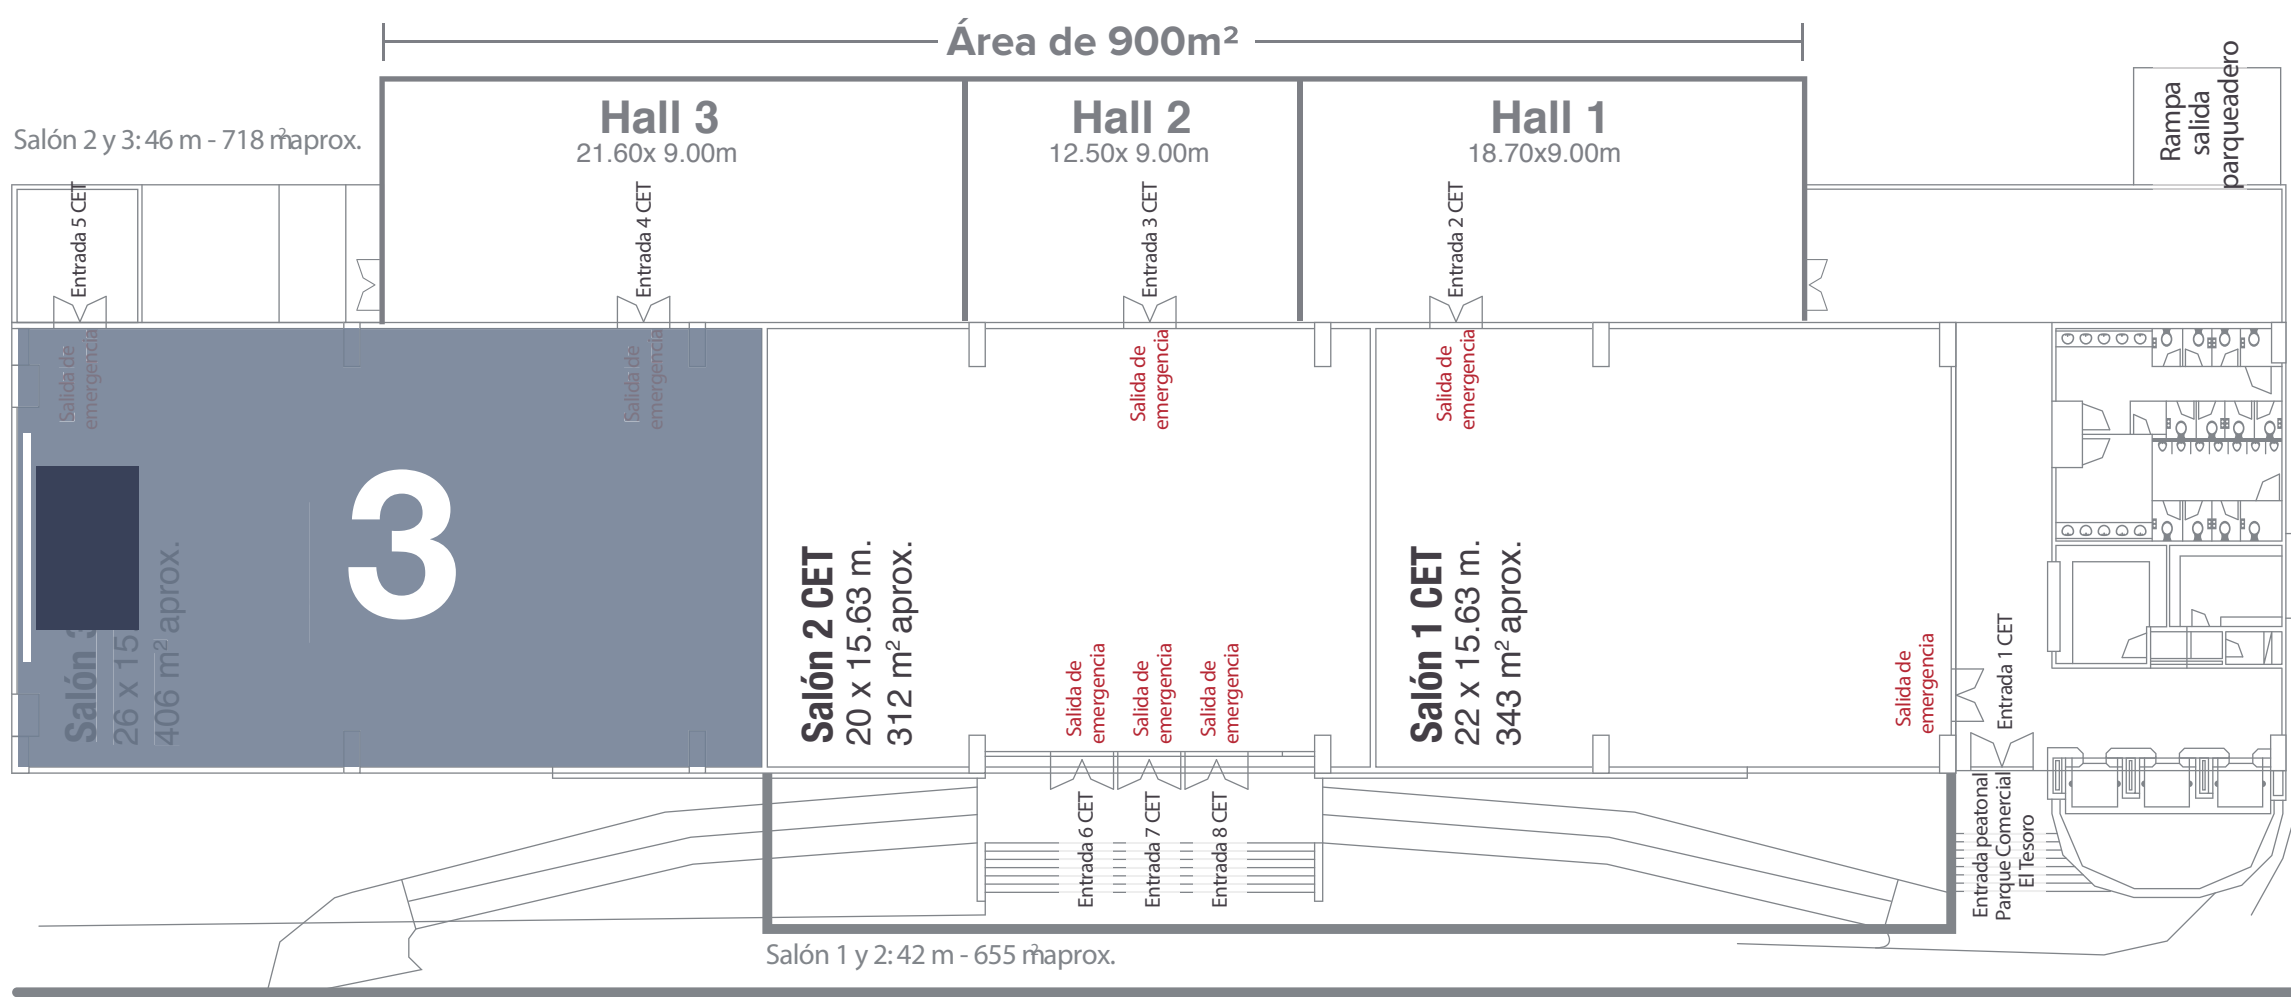 Área de 900m²
Rampa
salida
parqueadero
Hall 3
21.60x 9.00m
Hall 2
12.50x 9.00m
Hall 1
18.70x9.00m
Salón 2 y 3: 46 m - 718 m² aprox.
Entrada 5 CET
Entrada 4 CET
Entrada 3 CET
Entrada 2 CET
Salida de
emergencia
Salida de
emergencia
Salida de
emergencia
Salida de
emergencia
3
Salón 3
26 x 15
406 m² aprox.
Salón 2 CET
20 x 15.63 m.
312 m² aprox.
Salida de
emergencia
Salida de
emergencia
Salida de
emergencia
Salón 1 CET
22 x 15.63 m.
343 m² aprox.
Salida de
emergencia
Entrada 1 CET
Entrada 6 CET
Entrada 7 CET
Entrada 8 CET
Entrada peatonal
Parque Comercial
El Tesoro
Salón 1 y 2: 42 m - 655 m² aprox.